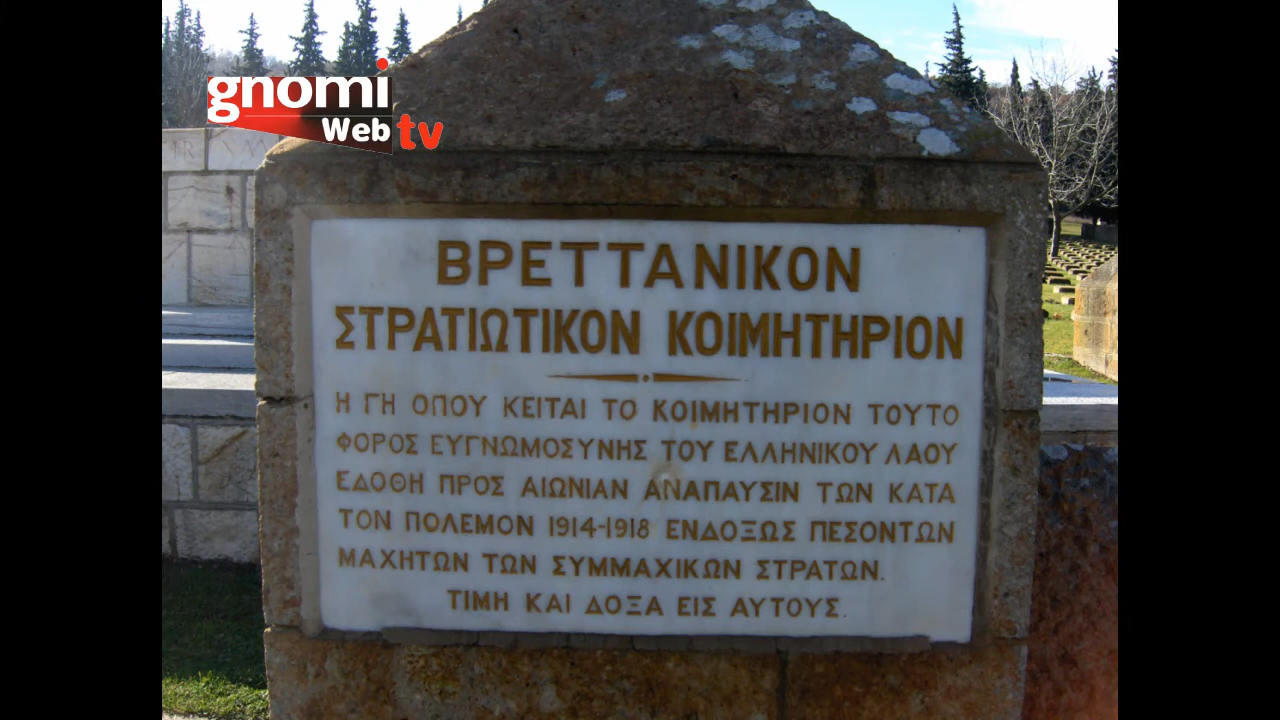 gnomi
Web tv
ΒΡΕΤΤΑΝΙΚΟΝ
ΣΤΡΑΤΙΩΤΙΚΟΝ ΚΟΙΜΗΤΗΡΙΟΝ
Η ΓΗ ΟΠΟΥ ΚΕΙΤΑΙ ΤΟ ΚΟΙΜΗΤΗΡΙΟΝ ΤΟΥΤΟ
ΦΟΡΟΣ ΕΥΓΝΩΜΟΣΥΝΗΣ ΤΟΥ ΕΛΛΗΝΙΚΟΥ ΛΑΟΥ
ΕΔΟΘΗ ΠΡΟΣ ΑΙΩΝΙΑΝ ΑΝΑΠΑΥΣΙΝ ΤΩΝ ΚΑΤΑ
ΤΟΝ ΠΟΛΕΜΟΝ 1914-1918 ΕΝΔΟΞΩΣ ΠΕΣΟΝΤΩΝ
ΜΑΧΗΤΩΝ ΤΩΝ ΣΥΜΜΑΧΙΚΩΝ ΣΤΡΑΤΩΝ.
ΤΙΜΗ ΚΑΙ ΔΟΞΑ ΕΙΣ ΑΥΤΟΥΣ.